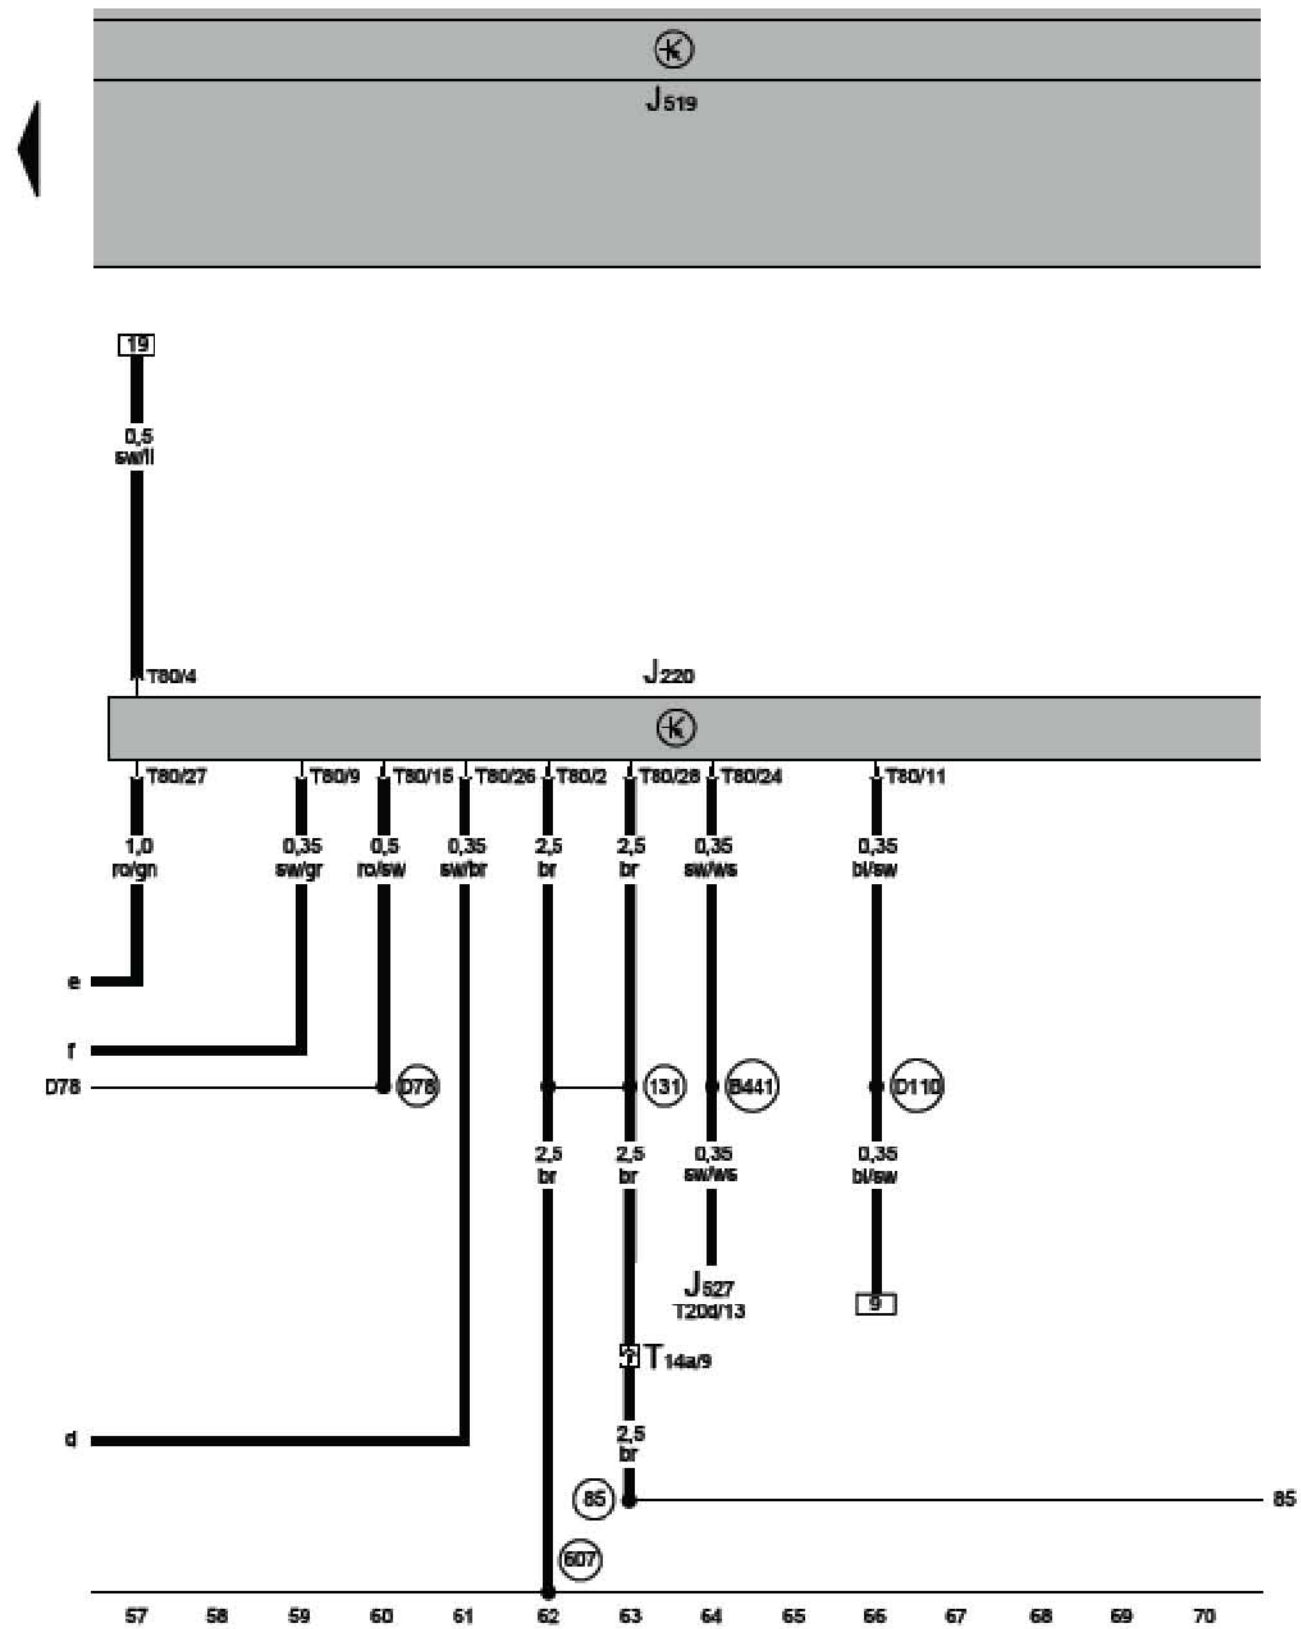 J519
19
0,5
sw/li
T80/4
J220
T80/27 T80/9 T80/15 T80/26 T80/2 T80/28 T80/24 T80/11
1,0 0,35 0,5 0,35 2,5 2,5 0,35 0,35
ro/gn sw/gr ro/sw sw/br br br sw/ws bl/sw
e
f
D78 D78 131 B441 D110
2,5 2,5 0,35 0,35
br br sw/ws bl/sw
J527
T20d/13
9
T14a/9
d
2,5
br
85 85
607
57 58 59 60 61 62 63 64 65 66 67 68 69 70